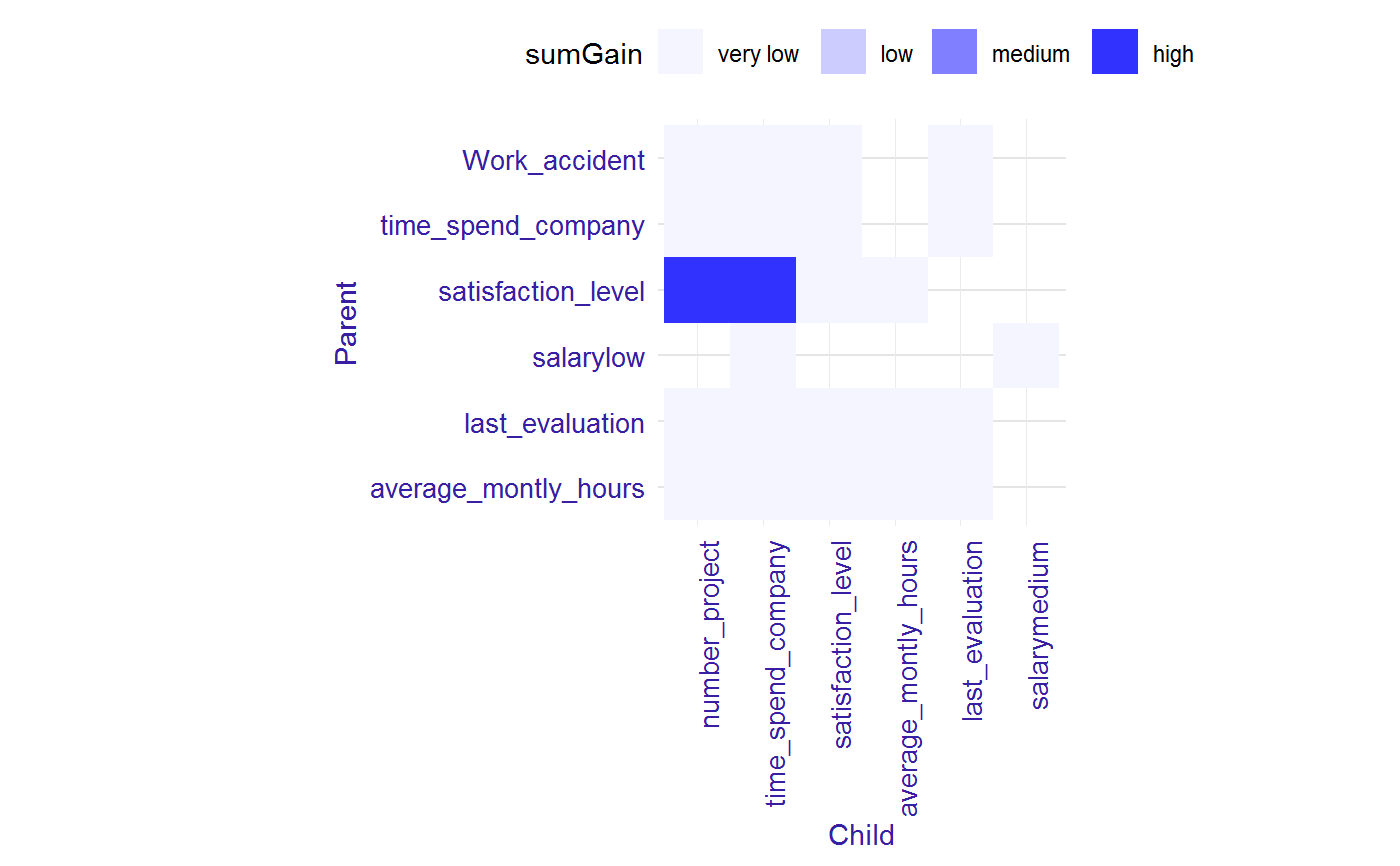 sumGain very low low medium high
Work_accident
time_spend_company
satisfaction_level
salarylow
last_evaluation
average_montly_hours
Parent
number_project
time_spend_company
satisfaction_level
average_montly_hours
last_evaluation
salarymedium
Child